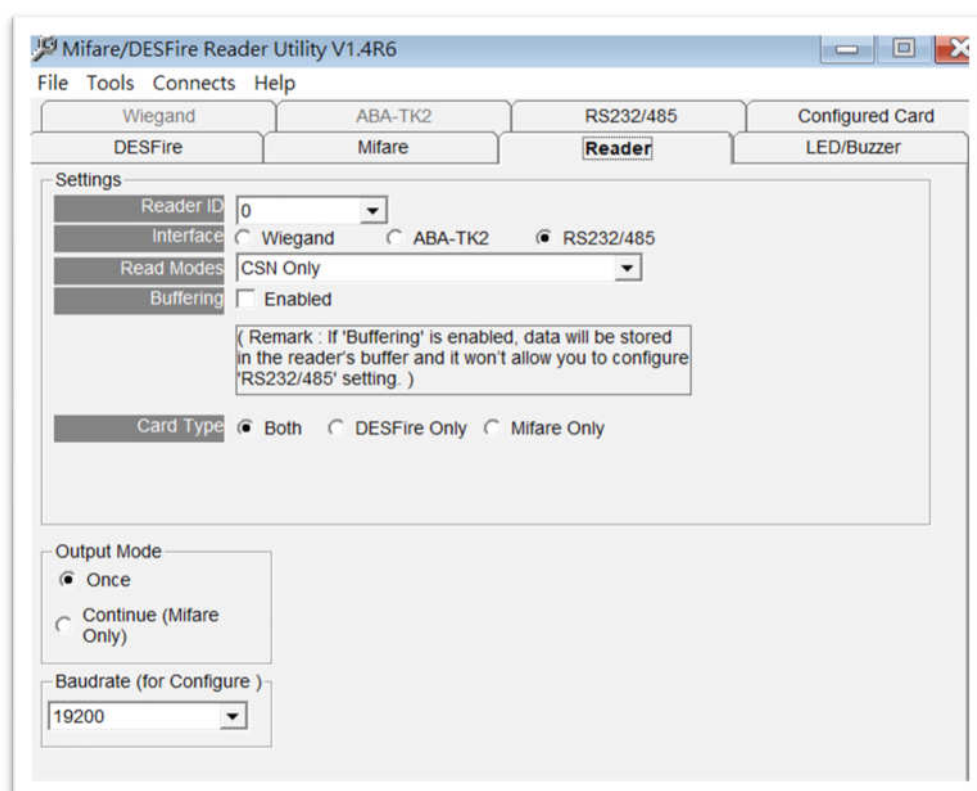 Mifare/DESFire Reader Utility V1.4R6
File Tools Connects Help
Wiegand ABA-TK2 RS232/485 Configured Card
DESFire Mifare Reader LED/Buzzer
Settings
Reader ID 0
Interface Wiegand ABA-TK2 RS232/485
Read Modes CSN Only
Buffering Enabled
( Remark : If 'Buffering' is enabled, data will be stored
in the reader's buffer and it won't allow you to configure
'RS232/485' setting. )
Card Type Both DESFire Only Mifare Only
Output Mode
Once
Continue (Mifare
Only)
Baudrate (for Configure )
19200